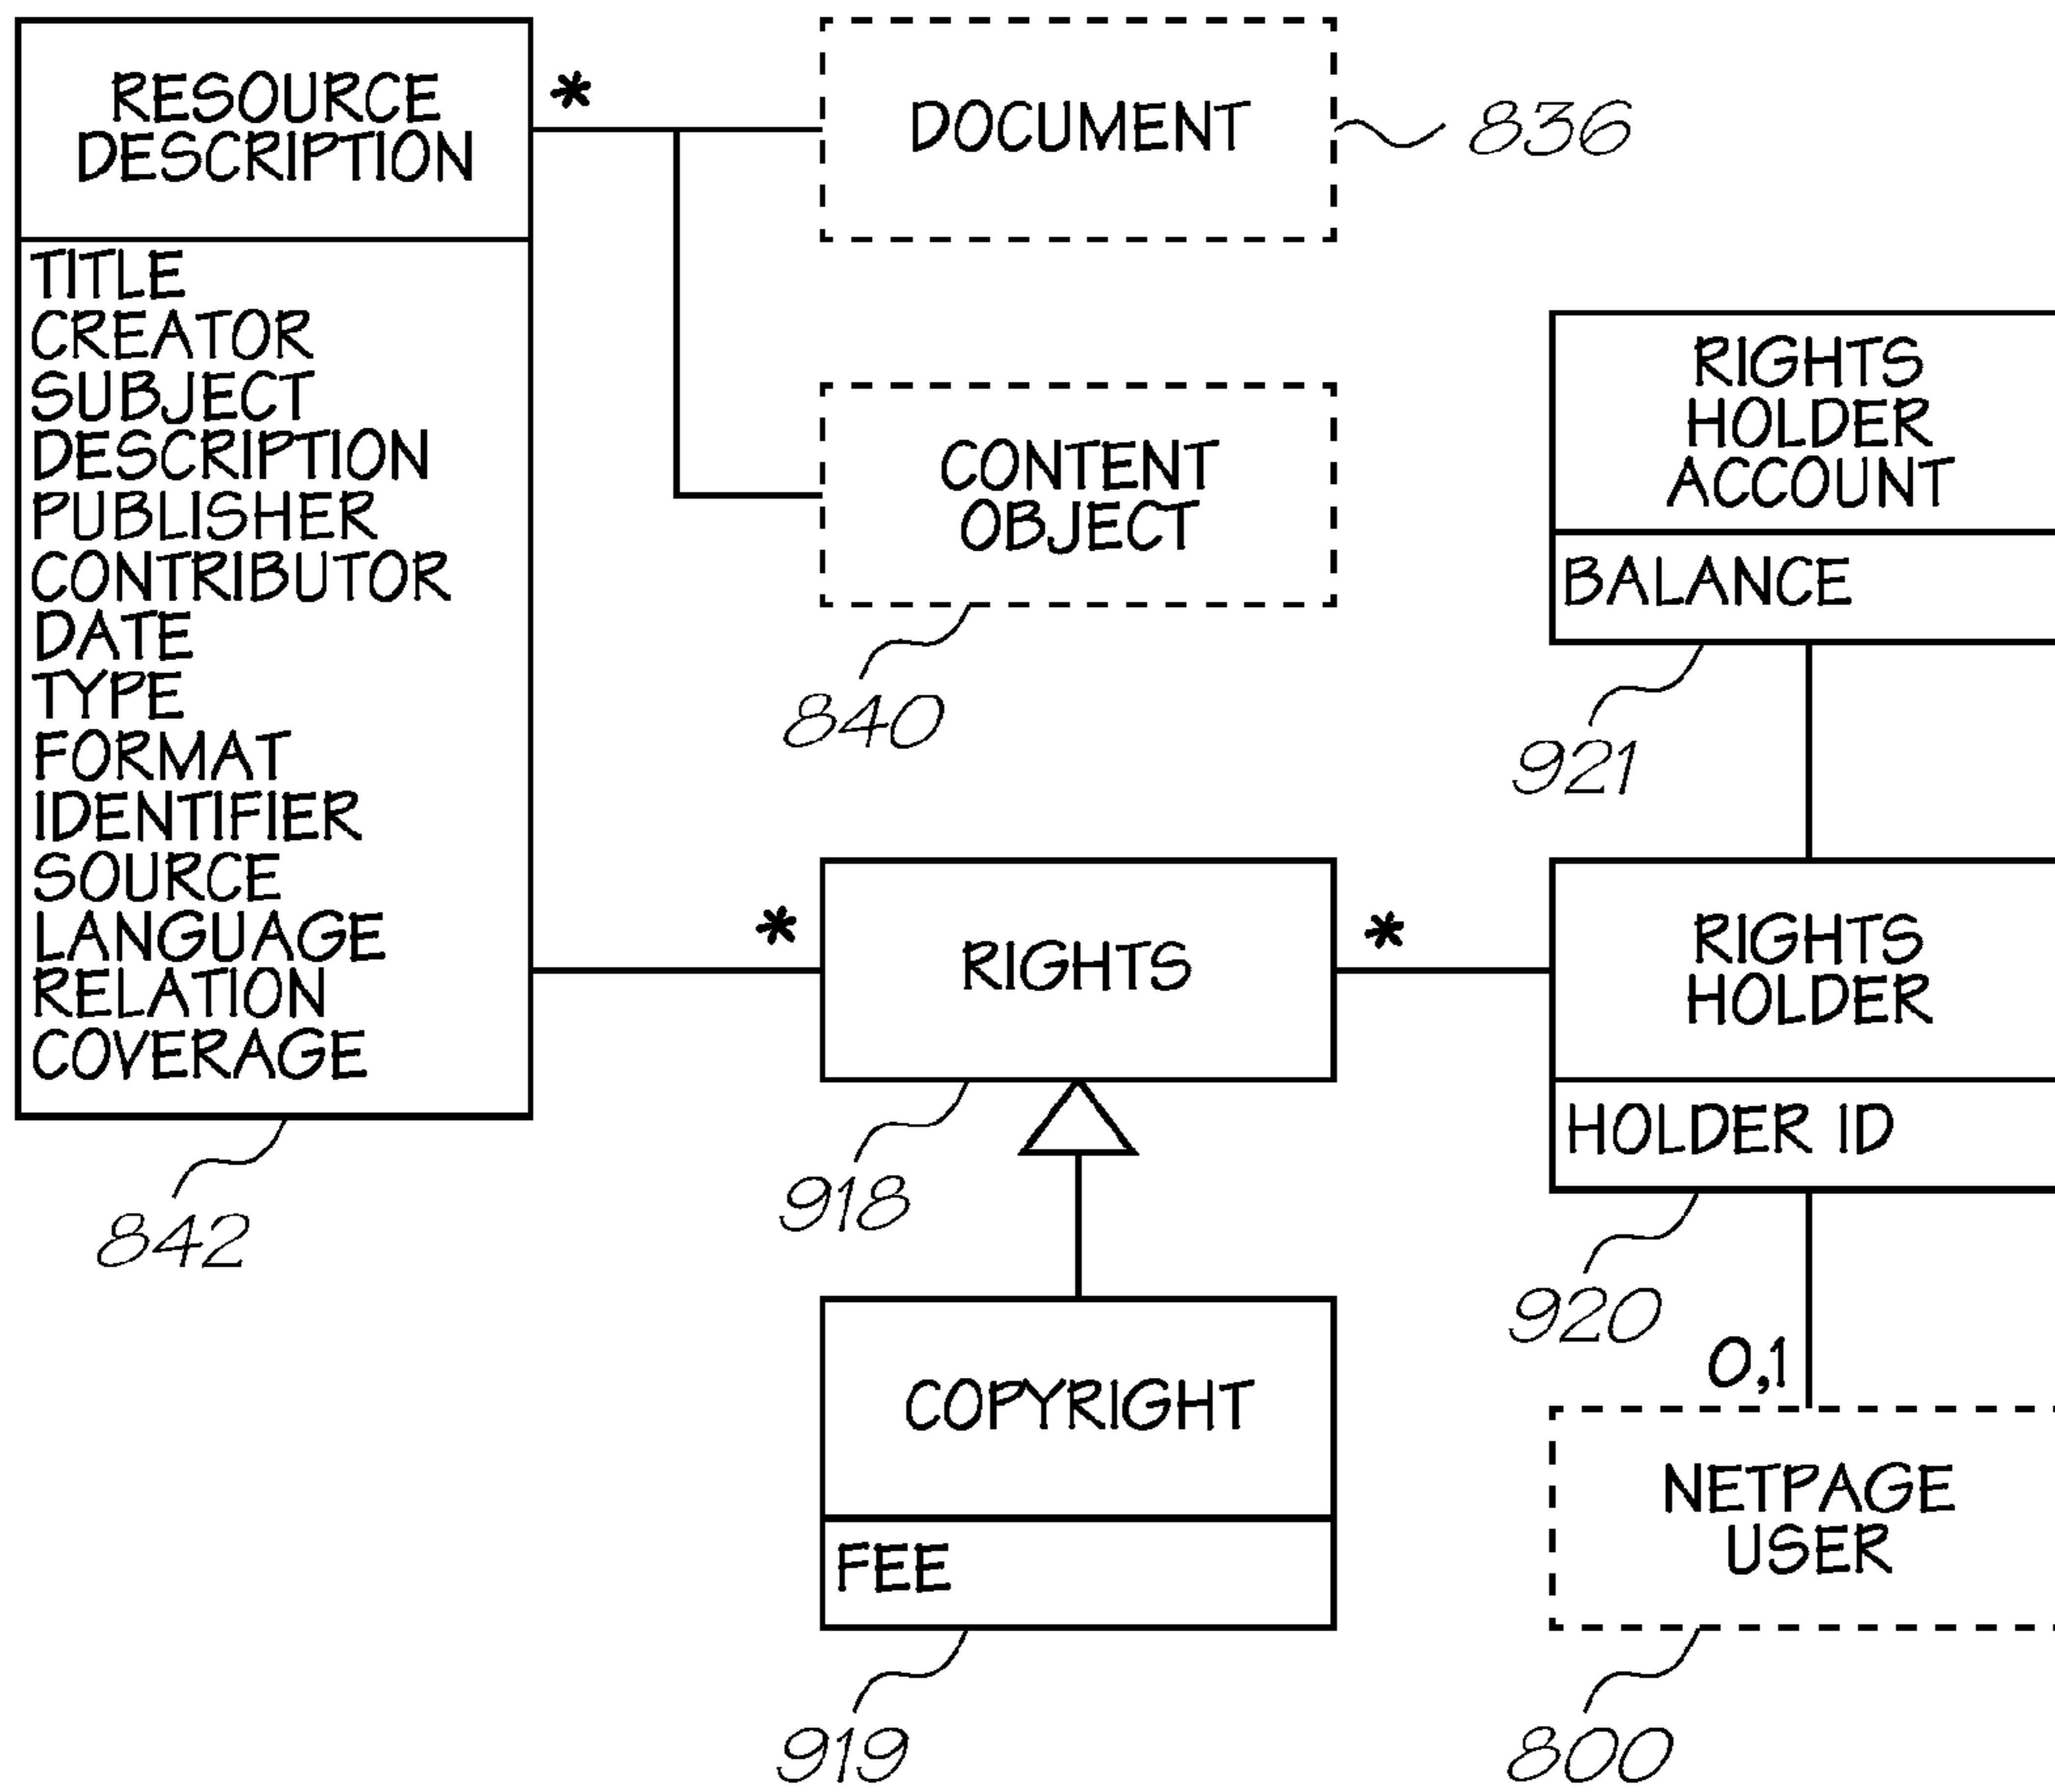 RESOURCE
DESCRIPTION
*
TITLE
CREATOR
SUBJECT
DESCRIPTION
PUBLISHER
CONTRIBUTOR
DATE
TYPE
FORMAT
IDENTIFIER
SOURCE
LANGUAGE
RELATION
COVERAGE
842
DOCUMENT
836
CONTENT
OBJECT
840
RIGHTS
HOLDER
ACCOUNT
BALANCE
921
*
RIGHTS
*
918
RIGHTS
HOLDER
HOLDER ID
920
0,1
COPYRIGHT
FEE
919
NETPAGE
USER
800